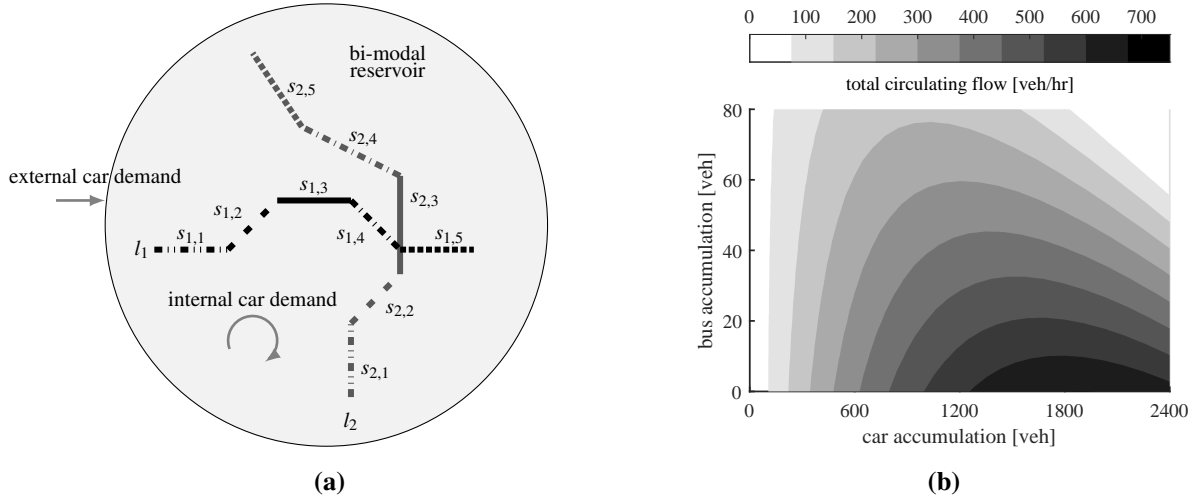 bi-modal
reservoir
s2,5
s2,4
external car demand
s1,3
s1,2
s2,3
s1,1
s1,4
s1,5
l1
internal car demand
s2,2
s2,1
l2
(a)
0 100 200 300 400 500 600 700
total circulating flow [veh/hr]
80
60
40
20
0
bus accumulation [veh]
0 600 1200 1800 2400
car accumulation [veh]
(b)